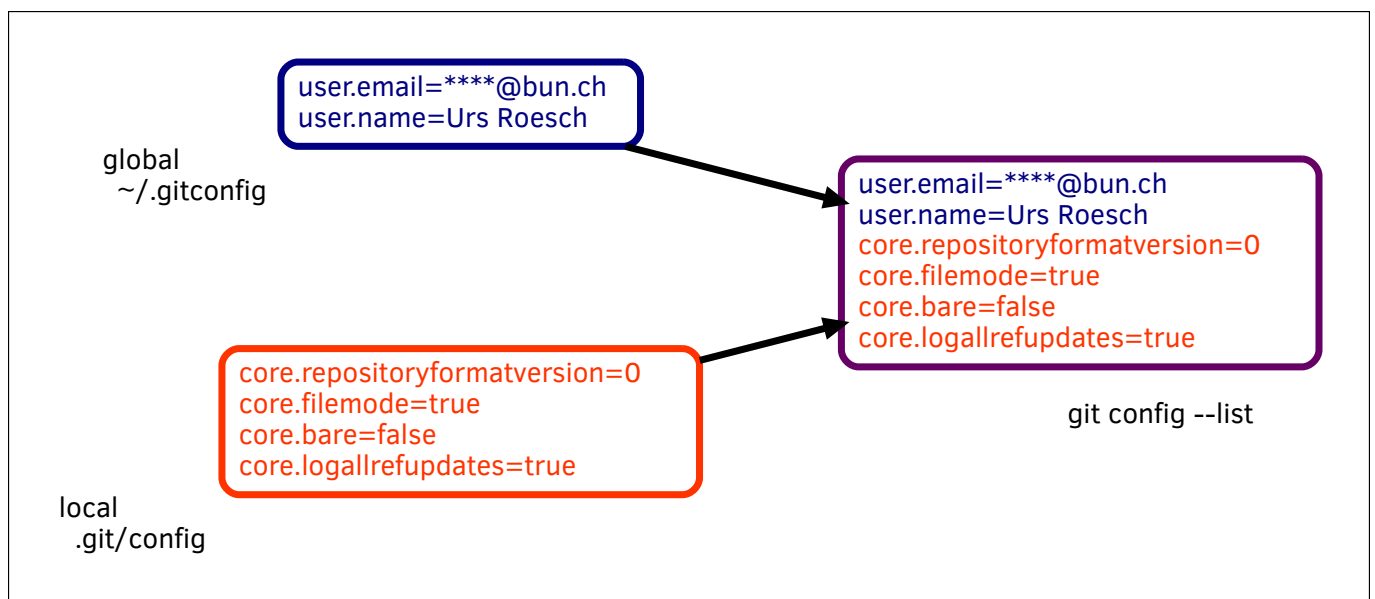 user.email=****@bun.ch
user.name=Urs Roesch
global
~/.gitconfig
user.email=****@bun.ch
user.name=Urs Roesch
core.repositoryformatversion=0
core.filemode=true
core.bare=false
core.logallrefupdates=true
core.repositoryformatversion=0
core.filemode=true
core.bare=false
core.logallrefupdates=true
git config --list
local
.git/config